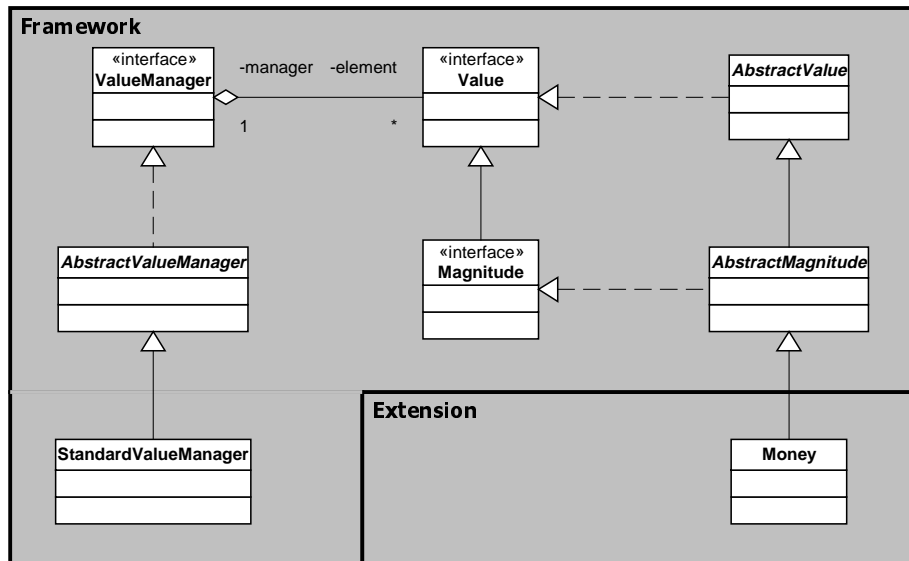 Framework
«interface»
ValueManager
-manager
-element
1
*
«interface»
Value
AbstractValue
AbstractValueManager
«interface»
Magnitude
AbstractMagnitude
Extension
StandardValueManager
Money